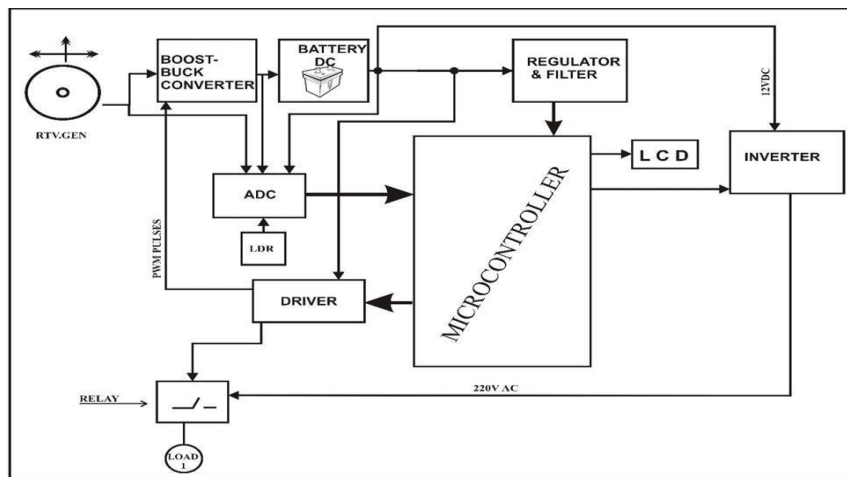 BOOST-
BUCK
CONVERTER
BATTERY
DC
REGULATOR
& FILTER
12VDC
RTV.GEN
LCD
INVERTER
ADC
LDR
MICROCONTROLLER
PWM PULSES
DRIVER
220V AC
RELAY
LOAD
1